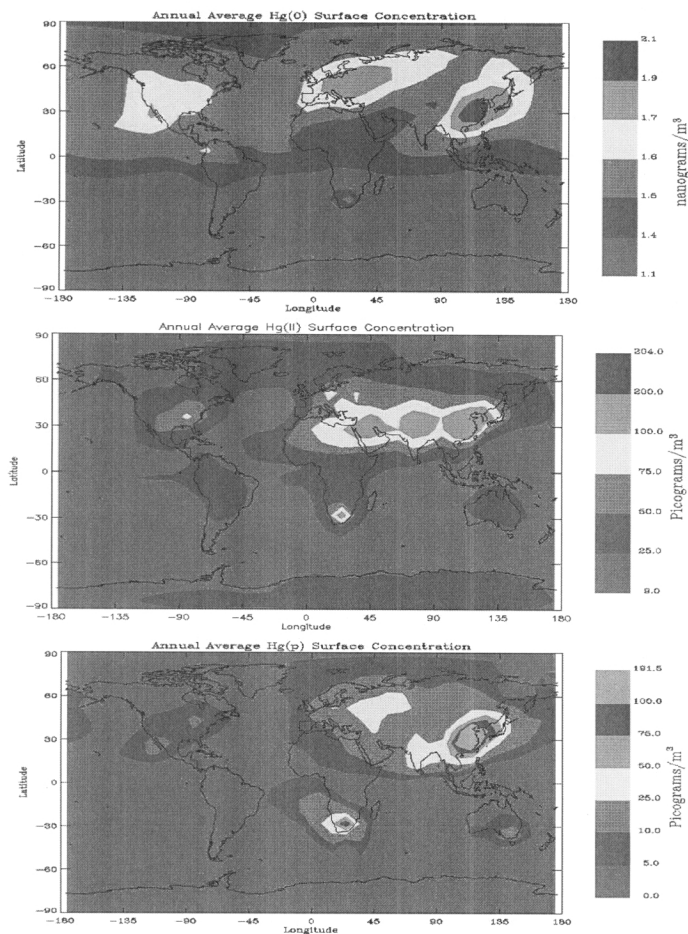 Annual Average Hg(0) Surface Concentration
90
60
30
0
−30
−60
−90
Latitude
−180 −135 −90 −45 0 45 90 135 180
Longitude
2.1
1.9
1.7
1.6
1.5
1.4
1.1
nanograms/m³
Annual Average Hg(II) Surface Concentration
90
60
30
0
−30
−60
−90
Latitude
−180 −135 −90 −45 0 45 90 135 180
Longitude
204.0
200.0
100.0
75.0
50.0
25.0
9.0
Picograms/m³
Annual Average Hg(p) Surface Concentration
90
60
30
0
−30
−60
−90
Latitude
−180 −135 −90 −45 0 45 90 135 180
Longitude
181.5
100.0
75.0
50.0
25.0
10.0
5.0
0.0
Picograms/m³